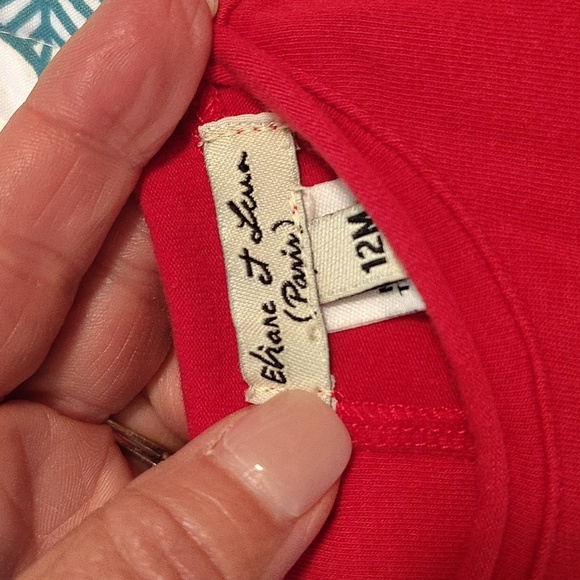 Eliane et Lena
(Paris)
12M